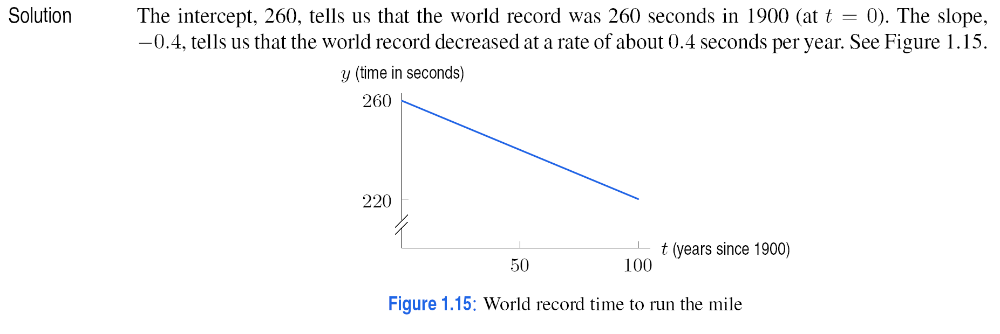 Solution The intercept, 260, tells us that the world record was 260 seconds in 1900 (at t = 0). The slope,
−0.4, tells us that the world record decreased at a rate of about 0.4 seconds per year. See Figure 1.15.
y (time in seconds)
260
220
t (years since 1900)
50 100
Figure 1.15: World record time to run the mile